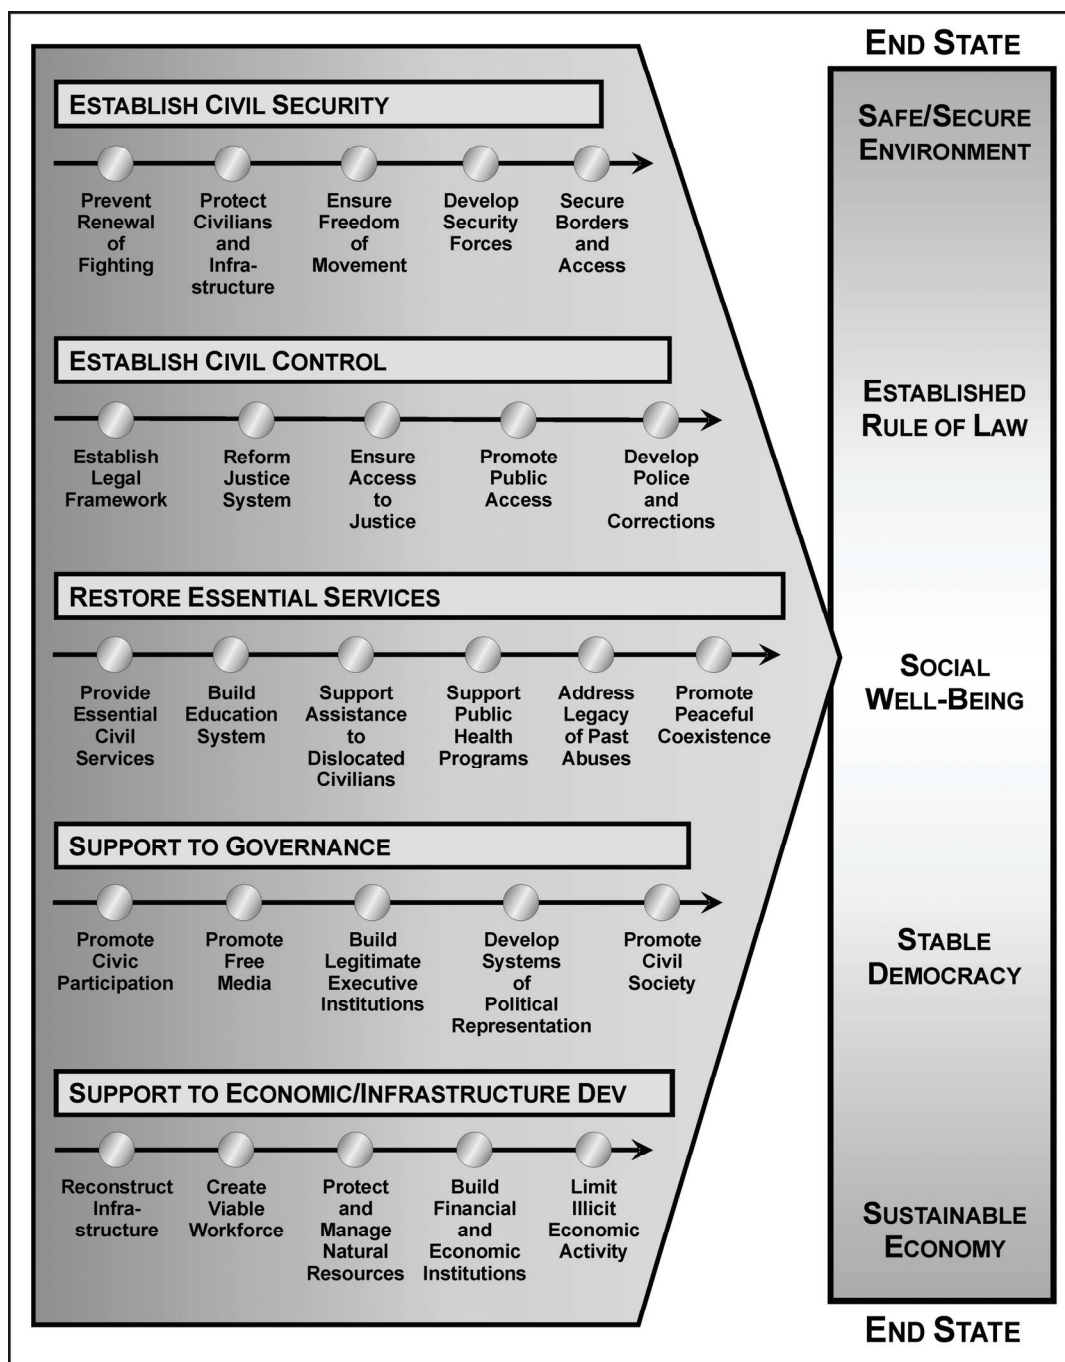 END STATE
ESTABLISH CIVIL SECURITY
Prevent
Renewal
of
Fighting
Protect
Civilians
and
Infra-
structure
Ensure
Freedom
of
Movement
Develop
Security
Forces
Secure
Borders
and
Access
SAFE/SECURE
ENVIRONMENT
ESTABLISH CIVIL CONTROL
Establish
Legal
Framework
Reform
Justice
System
Ensure
Access
to
Justice
Promote
Public
Access
Develop
Police
and
Corrections
ESTABLISHED
RULE OF LAW
RESTORE ESSENTIAL SERVICES
Provide
Essential
Civil
Services
Build
Education
System
Support
Assistance
to
Dislocated
Civilians
Support
Public
Health
Programs
Address
Legacy
of Past
Abuses
Promote
Peaceful
Coexistence
SOCIAL
WELL-BEING
SUPPORT TO GOVERNANCE
Promote
Civic
Participation
Promote
Free
Media
Build
Legitimate
Executive
Institutions
Develop
Systems
of
Political
Representation
Promote
Civil
Society
STABLE
DEMOCRACY
SUPPORT TO ECONOMIC/INFRASTRUCTURE DEV
Reconstruct
Infra-
structure
Create
Viable
Workforce
Protect
and
Manage
Natural
Resources
Build
Financial
and
Economic
Institutions
Limit
Illicit
Economic
Activity
SUSTAINABLE
ECONOMY
END STATE